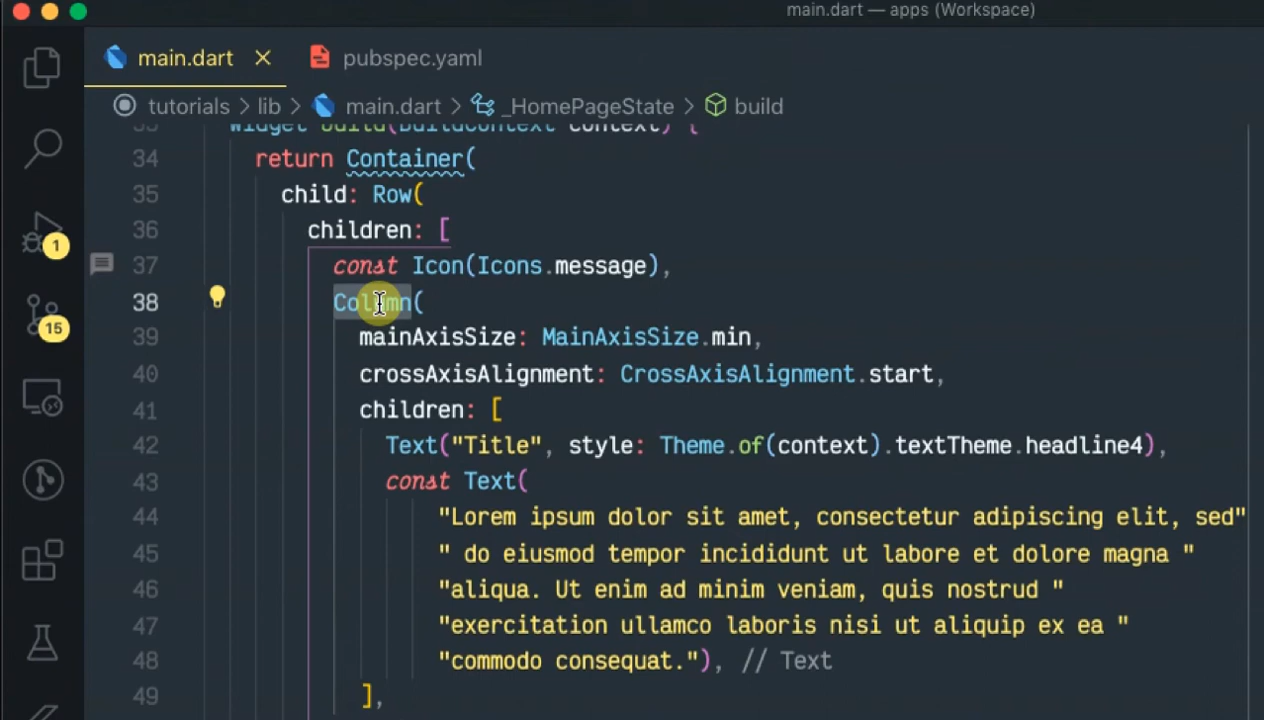 main.dart — apps (Workspace)
main.dart pubspec.yaml
tutorials > lib > main.dart > _HomePageState > build
33 Widget build(BuildContext context) {
34 return Container(
35 child: Row(
36 children: [
37 const Icon(Icons.message),
38 Column(
39 mainAxisSize: MainAxisSize.min,
40 crossAxisAlignment: CrossAxisAlignment.start,
41 children: [
42 Text("Title", style: Theme.of(context).textTheme.headline4),
43 const Text(
44 "Lorem ipsum dolor sit amet, consectetur adipiscing elit, sed"
45 " do eiusmod tempor incididunt ut labore et dolore magna "
46 "aliqua. Ut enim ad minim veniam, quis nostrud "
47 "exercitation ullamco laboris nisi ut aliquip ex ea "
48 "commodo consequat."), // Text
49 ],
1
15